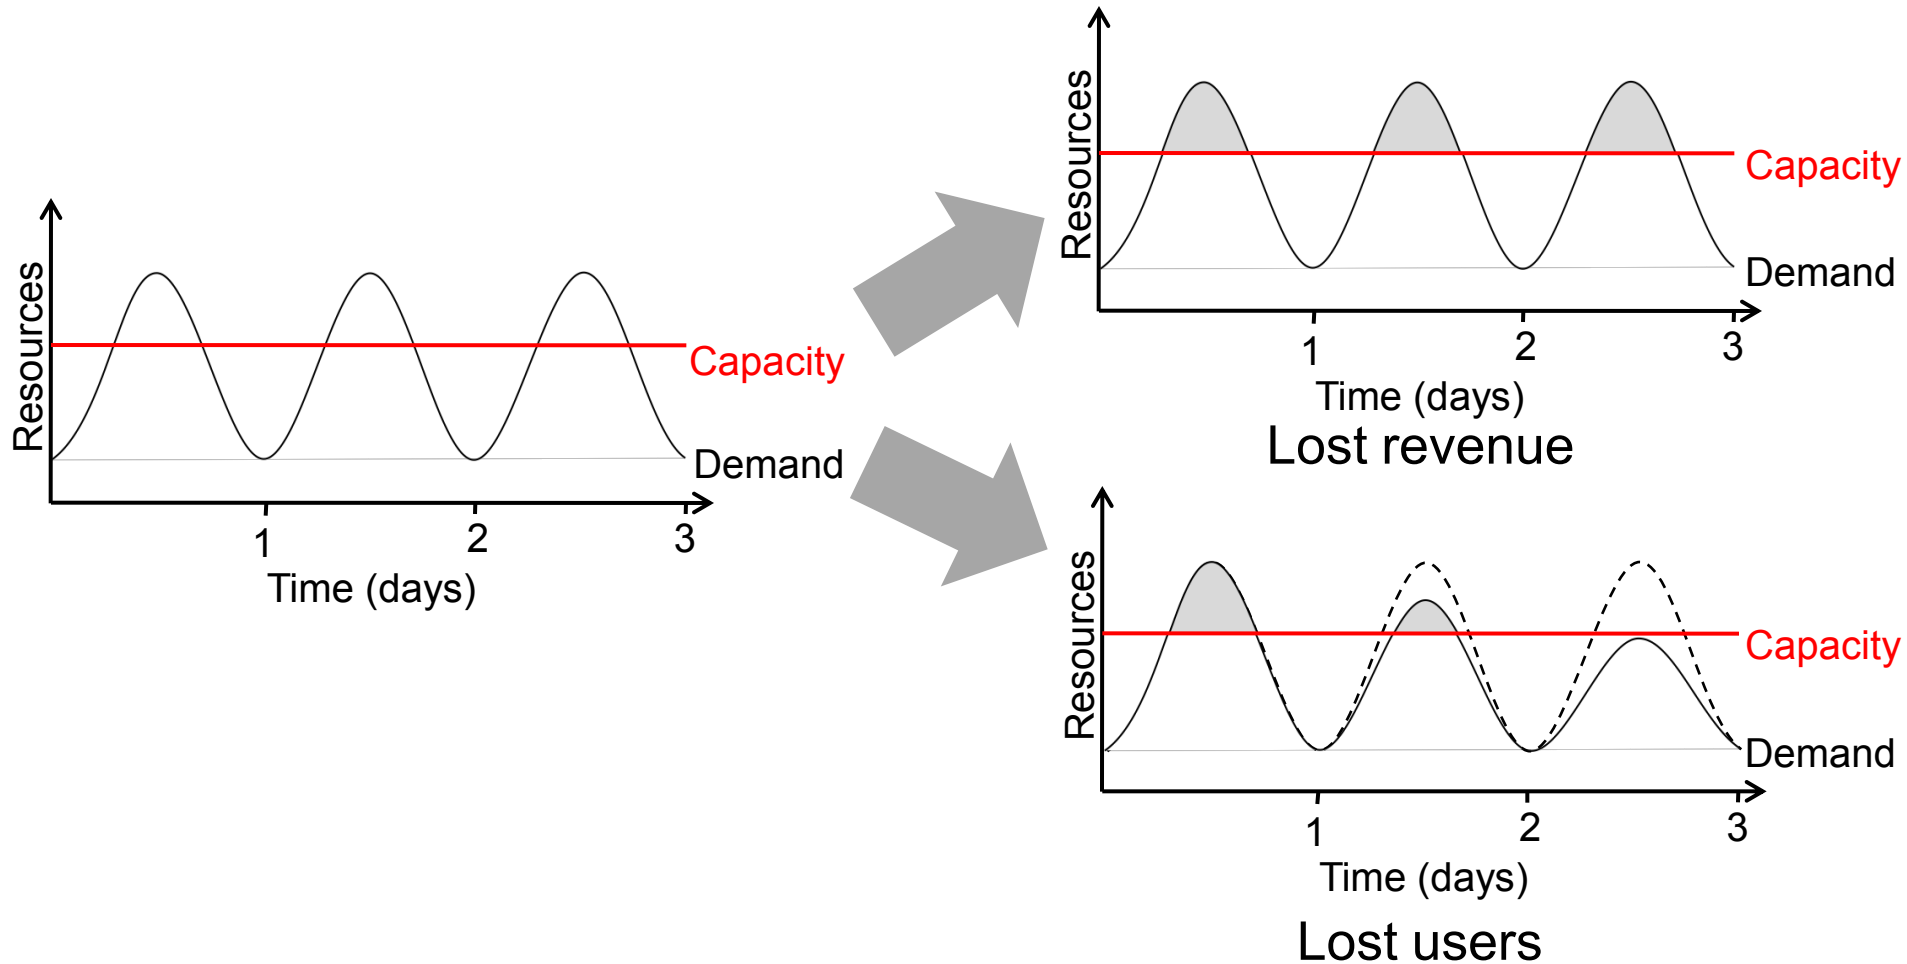 Resources
Capacity
Demand
1
2
3
Time (days)
Resources
Capacity
Demand
1
2
3
Time (days)
Lost revenue
Resources
Capacity
Demand
1
2
3
Time (days)
Lost users